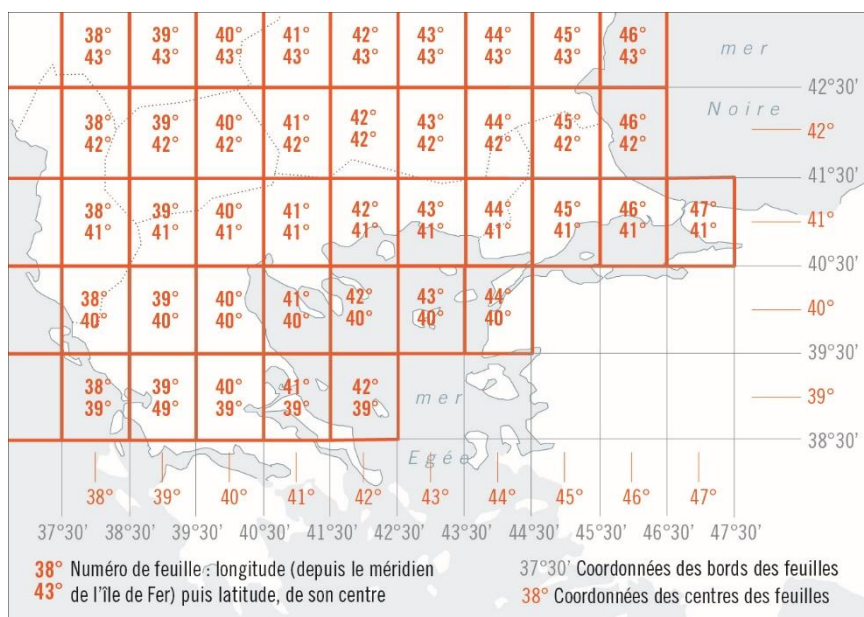 38° 39° 40° 41° 42° 43° 44° 45° 46°
43° 43° 43° 43° 43° 43° 43° 43° 43°
mer
42°30'
Noire
38° 39° 40° 41° 42° 43° 44° 45° 46°
42° 42° 42° 42° 42° 42° 42° 42° 42°
42°
41°30'
38° 39° 40° 41° 42° 43° 44° 45° 46° 47°
41° 41° 41° 41° 41° 41° 41° 41° 41° 41°
41°
40°30'
38° 39° 40° 41° 42° 43° 44°
40° 40° 40° 40° 40° 40° 40°
40°
39°30'
38° 39° 40° 41° 42°
39° 49° 39° 39° 39°
mer
39°
38°30'
Egée
38° 39° 40° 41° 42° 43° 44° 45° 46° 47°
37°30' 38°30' 39°30' 40°30' 41°30' 42°30' 43°30' 44°30' 45°30' 46°30' 47°30'
38° Numéro de feuille : longitude (depuis le méridien
43° de l'île de Fer) puis latitude, de son centre
37°30' Coordonnées des bords des feuilles
38° Coordonnées des centres des feuilles